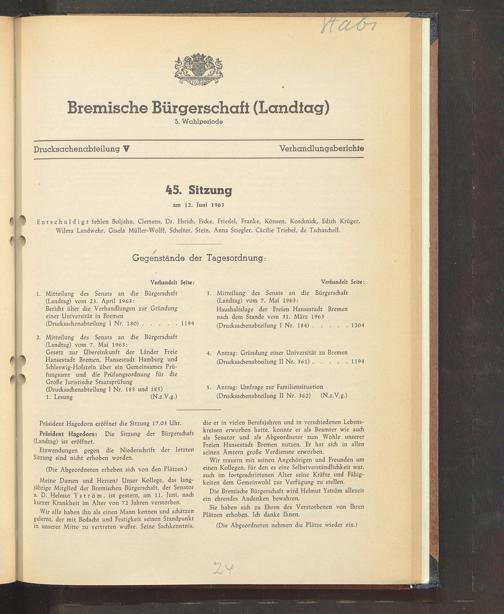 Stabi
Bremische Bürgerschaft (Landtag)
5. Wahlperiode
Drucksachenabteilung V
Verhandlungsberichte
45. Sitzung
am 12. Juni 1963
Entschuldigt fehlen Boljahn, Clemens, Dr. Ehrich, Ficke, Friedel, Franke, Könsen, Koschnick, Edith Krüger,
Wilma Landwehr, Gisela Müller-Wolff, Schelter, Stein, Anna Stiegler, Cäcilie Triebel, de Tschaschell.
Gegenstände der Tagesordnung:
Verhandelt Seite:
1. Mitteilung des Senats an die Bürgerschaft
(Landtag) vom 23. April 1963:
Bericht über die Verhandlungen zur Gründung
einer Universität in Bremen
(Drucksachenabteilung I Nr. 180) . . . . . 1194
2. Mitteilung des Senats an die Bürgerschaft
(Landtag) vom 7. Mai 1963:
Gesetz zur Übereinkunft der Länder Freie
Hansestadt Bremen, Hansestadt Hamburg und
Schleswig-Holstein über ein Gemeinsames Prü-
fungsamt und die Prüfungsordnung für die
Große Juristische Staatsprüfung
(Drucksachenabteilung I Nr. 183 und 185)
1. Lesung (N.z.V.g.)
Verhandelt Seite:
3. Mitteilung des Senats an die Bürgerschaft
(Landtag) vom 7. Mai 1963:
Haushaltslage der Freien Hansestadt Bremen
nach dem Stande vom 31. März 1963
(Drucksachenabteilung I Nr. 184) . . . . . 1204
4. Antrag: Gründung einer Universität zu Bremen
(Drucksachenabteilung II Nr. 361) . . . . . 1194
5. Antrag: Umfrage zur Familiensituation
(Drucksachenabteilung II Nr. 362) (N.z.V.g.)
Präsident Hagedorn eröffnet die Sitzung 17.05 Uhr.
Präsident Hagedorn: Die Sitzung der Bürgerschaft
(Landtag) ist eröffnet.
Einwendungen gegen die Niederschrift der letzten
Sitzung sind nicht erhoben worden.
(Die Abgeordneten erheben sich von den Plätzen.)
Meine Damen und Herren! Unser Kollege, das lang-
jährige Mitglied der Bremischen Bürgerschaft, der Senator
a. D. Helmut Yström, ist gestern, am 11. Juni, nach
kurzer Krankheit im Alter von 72 Jahren verstorben.
Wir alle haben ihn als einen Mann kennen und schätzen
gelernt, der mit Bedacht und Festigkeit seinen Standpunkt
in unserer Mitte zu vertreten wußte. Seine Sachkenntnis,
die er in vielen Berufsjahren und in verschiedenen Lebens-
kreisen erworben hatte, konnte er als Beamter wie auch
als Senator und als Abgeordneter zum Wohle unserer
Freien Hansestadt Bremen nutzen. Er hat sich in allen
seinen Ämtern große Verdienste erworben.
Wir trauern mit seinen Angehörigen und Freunden um
einen Kollegen, für den es eine Selbstverständlichkeit war,
auch im fortgeschrittenen Alter seine Kräfte und Fähig-
keiten dem Gemeinwohl zur Verfügung zu stellen.
Die Bremische Bürgerschaft wird Helmut Yström allezeit
ein ehrendes Andenken bewahren.
Sie haben sich zu Ehren des Verstorbenen von Ihren
Plätzen erhoben. Ich danke Ihnen.
(Die Abgeordneten nehmen die Plätze wieder ein.)
24